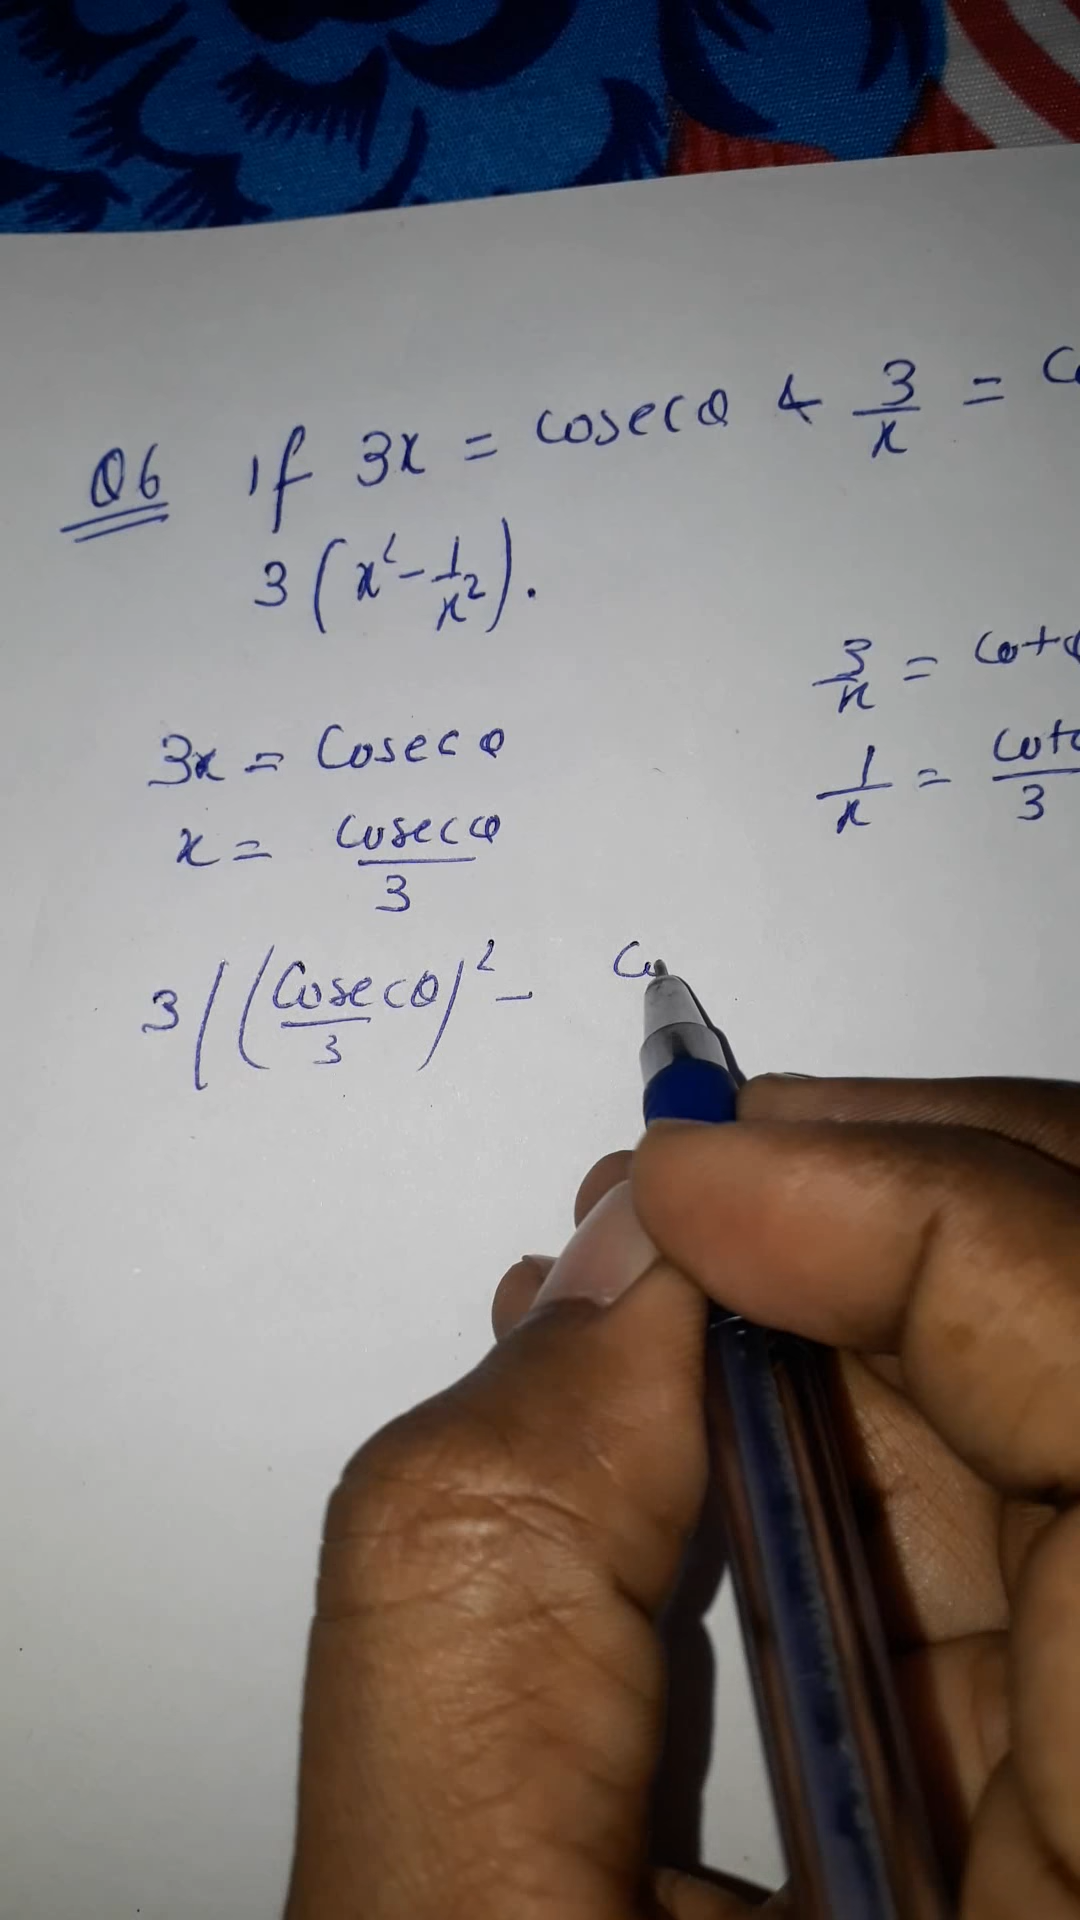 Q6 If 3x = cosecθ & 3/x =
3(x² - 1/x²).
3x = Cosecθ
x = cosecθ/3
3/x = cot
1/x = cot/3
3((Cosecθ/3)² -